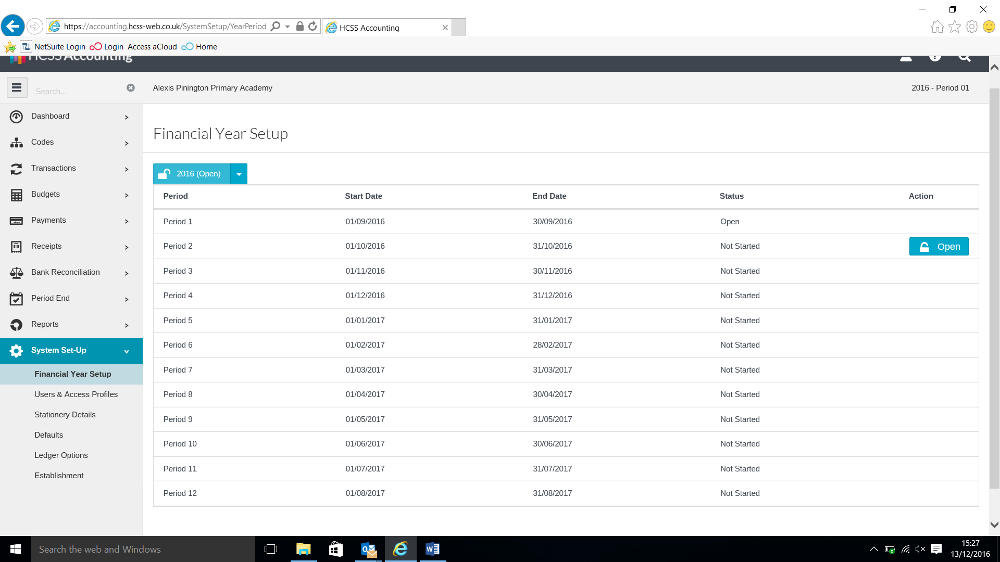 https://accounting.hcss-web.co.uk/SystemSetup/YearPeriod
HCSS Accounting
NetSuite Login
Login
Access aCloud
Home
HCSS Accounting
Search...
Alexis Pinington Primary Academy
2016 - Period 01
Dashboard
Codes
Transactions
Budgets
Payments
Receipts
Bank Reconciliation
Period End
Reports
System Set-Up
Financial Year Setup
Users & Access Profiles
Stationery Details
Defaults
Ledger Options
Establishment
Financial Year Setup
2016 (Open)
Period Start Date End Date Status Action
Period 1 01/09/2016 30/09/2016 Open
Period 2 01/10/2016 31/10/2016 Not Started Open
Period 3 01/11/2016 30/11/2016 Not Started
Period 4 01/12/2016 31/12/2016 Not Started
Period 5 01/01/2017 31/01/2017 Not Started
Period 6 01/02/2017 28/02/2017 Not Started
Period 7 01/03/2017 31/03/2017 Not Started
Period 8 01/04/2017 30/04/2017 Not Started
Period 9 01/05/2017 31/05/2017 Not Started
Period 10 01/06/2017 30/06/2017 Not Started
Period 11 01/07/2017 31/07/2017 Not Started
Period 12 01/08/2017 31/08/2017 Not Started
Search the web and Windows
15:27
13/12/2016